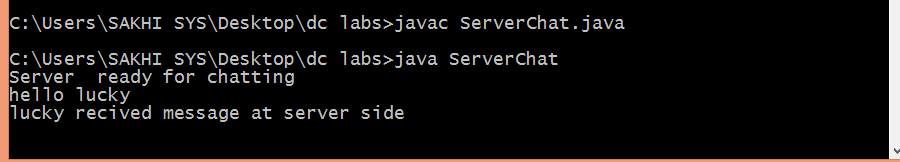 C:\Users\SAKHI SYS\Desktop\dc labs>javac ServerChat.java
C:\Users\SAKHI SYS\Desktop\dc labs>java ServerChat
Server  ready for chatting
hello lucky
lucky recived message at server side